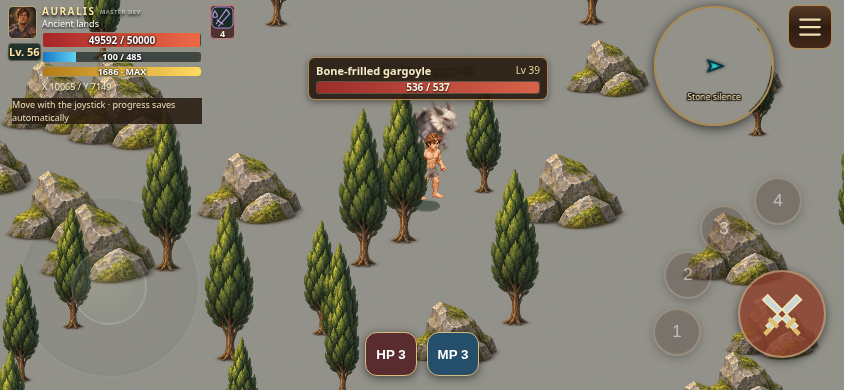 AURALIS MASTER DEV
Ancient lands
49592 / 50000
Lv. 56
100 / 485
1686 · MAX
X 10065 / Y 7149
Move with the joystick · progress saves
automatically
4
Bone-frilled gargoyle Lv 39
536 / 537
Stone silence
4
3
2
1
HP 3
MP 3